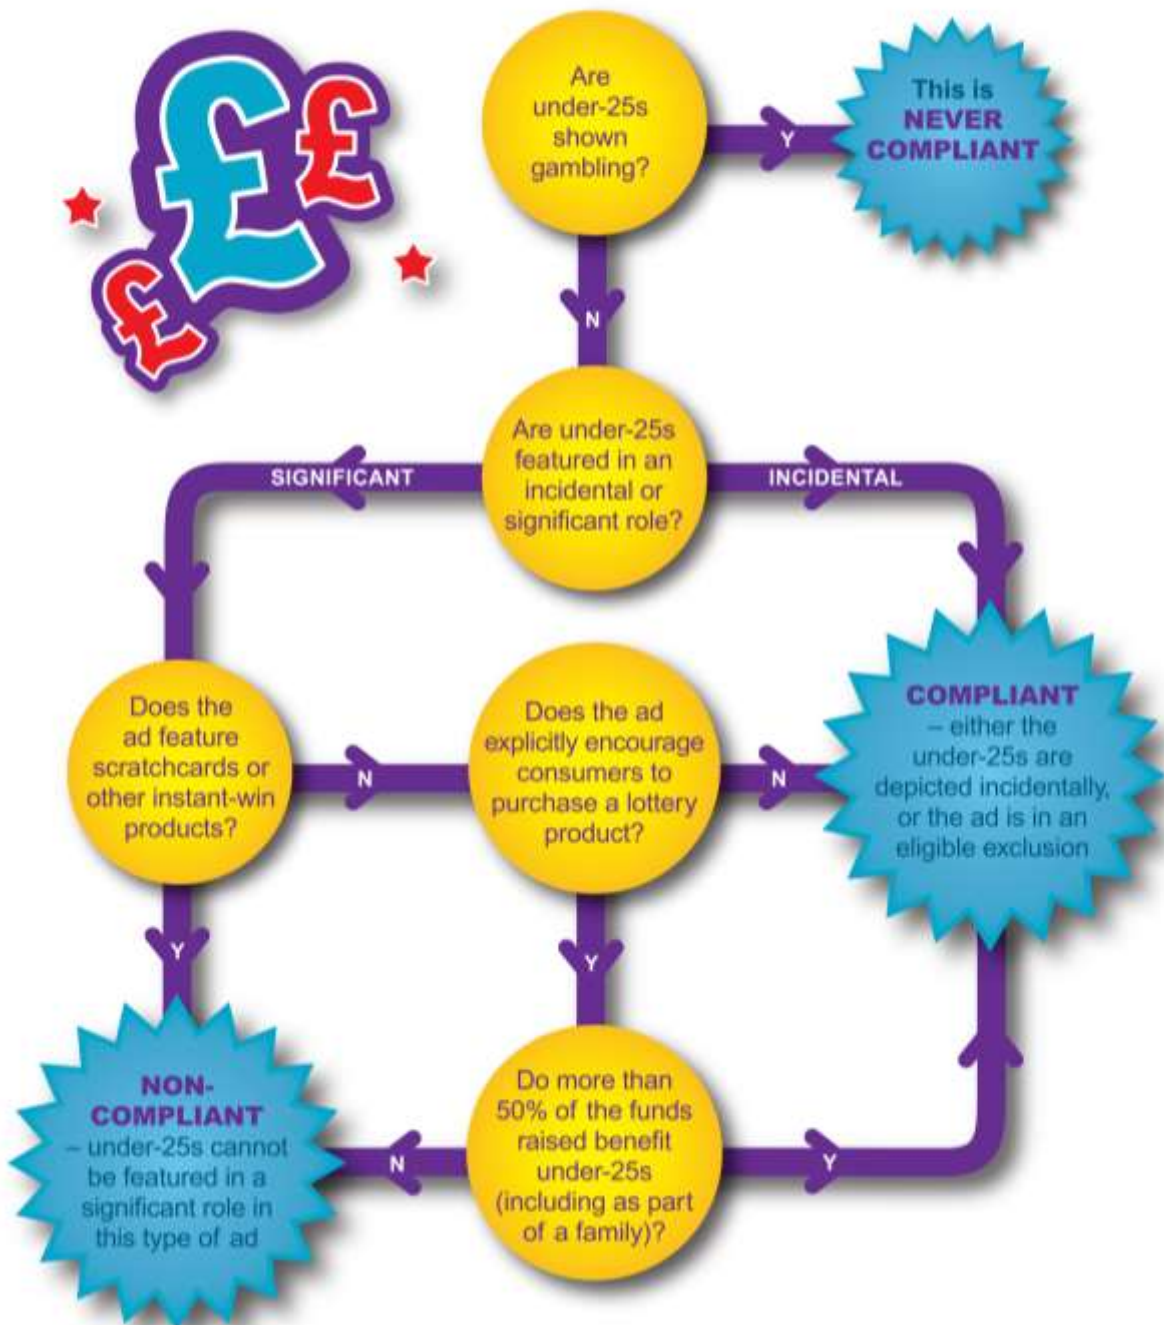 Are
under-25s
shown
gambling?
Y
This is
NEVER
COMPLIANT
N
Are under-25s
featured in an
incidental or
significant role?
SIGNIFICANT
INCIDENTAL
Does the
ad feature
scratchcards or
other instant-win
products?
N
Does the ad
explicitly encourage
consumers to
purchase a lottery
product?
N
COMPLIANT
– either the
under-25s are
depicted incidentally,
or the ad is in an
eligible exclusion
Y
Y
NON-
COMPLIANT
– under-25s cannot
be featured in a
significant role in
this type of ad
N
Do more than
50% of the funds
raised benefit
under-25s
(including as part
of a family)?
Y
£
£
£